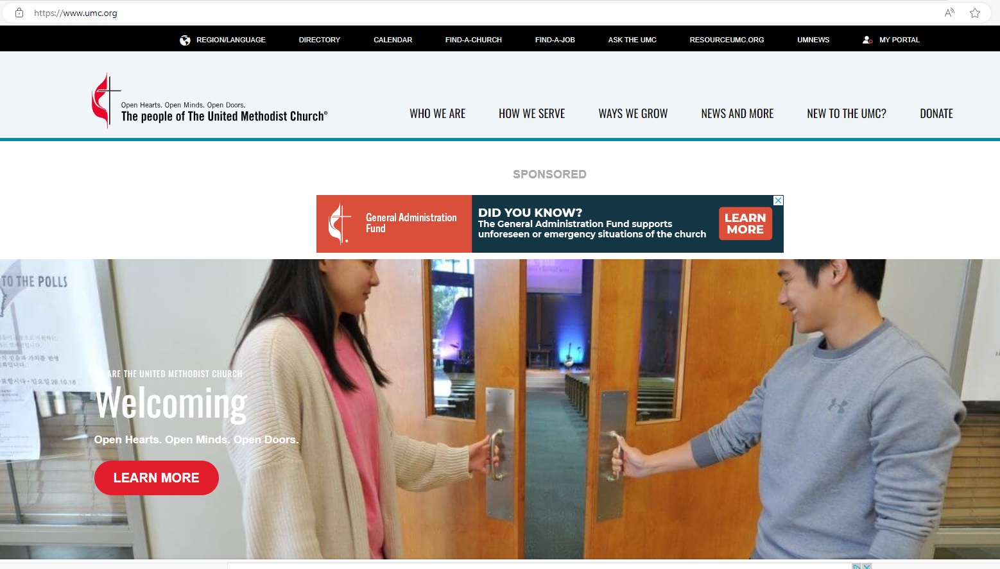 https://www.umc.org
REGION/LANGUAGE DIRECTORY CALENDAR FIND-A-CHURCH FIND-A-JOB ASK THE UMC RESOURCEUMC.ORG UMNEWS MY PORTAL
Open Hearts. Open Minds. Open Doors.
The people of The United Methodist Church®
WHO WE ARE HOW WE SERVE WAYS WE GROW NEWS AND MORE NEW TO THE UMC? DONATE
SPONSORED
General Administration
Fund
DID YOU KNOW?
The General Administration Fund supports
unforeseen or emergency situations of the church
LEARN
MORE
TO THE POLLS
28.10.18
ARE THE UNITED METHODIST CHURCH
Welcoming
Open Hearts. Open Minds. Open Doors.
LEARN MORE